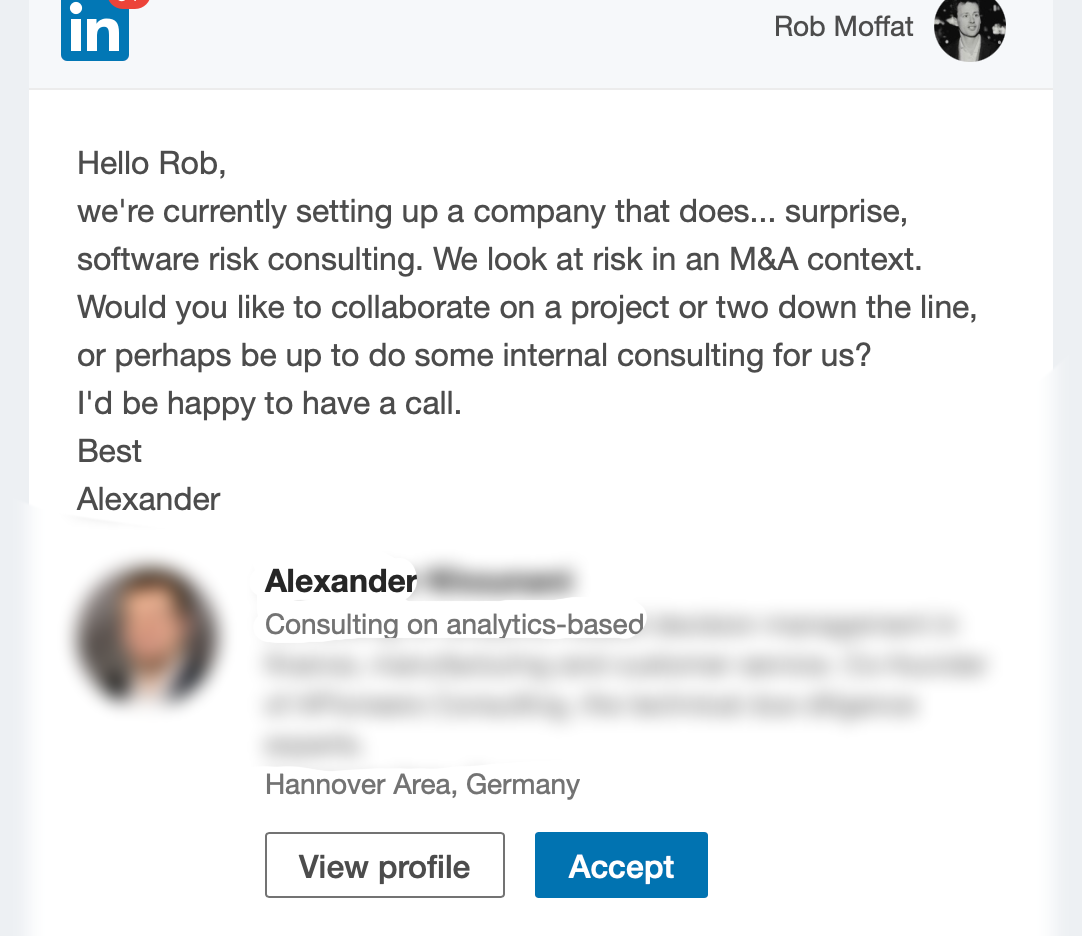 in
Rob Moffat
Hello Rob,
we're currently setting up a company that does... surprise,
software risk consulting. We look at risk in an M&A context.
Would you like to collaborate on a project or two down the line,
or perhaps be up to do some internal consulting for us?
I'd be happy to have a call.
Best
Alexander
Alexander
Consulting on analytics-based
Hannover Area, Germany
View profile
Accept